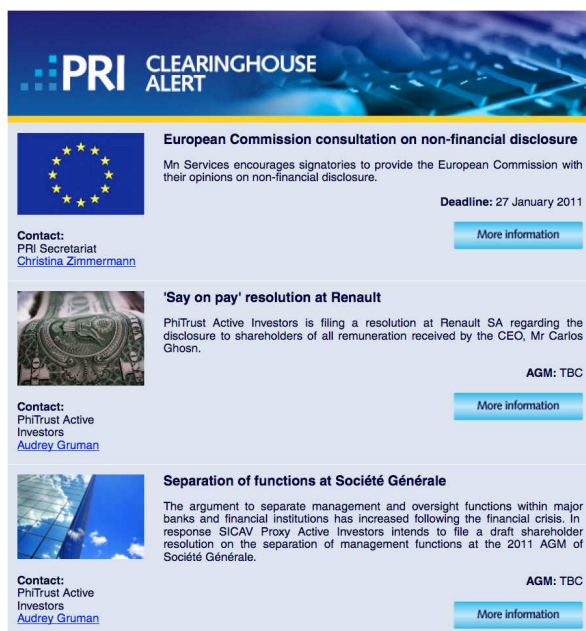 PRI CLEARINGHOUSE
ALERT
European Commission consultation on non-financial disclosure
Mn Services encourages signatories to provide the European Commission with
their opinions on non-financial disclosure.
Deadline: 27 January 2011
More information
Contact:
PRI Secretariat
Christina Zimmermann
'Say on pay' resolution at Renault
PhiTrust Active Investors is filing a resolution at Renault SA regarding the
disclosure to shareholders of all remuneration received by the CEO, Mr Carlos
Ghosn.
AGM: TBC
More information
Contact:
PhiTrust Active
Investors
Audrey Gruman
Separation of functions at Société Générale
The argument to separate management and oversight functions within major
banks and financial institutions has increased following the financial crisis. In
response SICAV Proxy Active Investors intends to file a draft shareholder
resolution on the separation of management functions at the 2011 AGM of
Société Générale.
AGM: TBC
More information
Contact:
PhiTrust Active
Investors
Audrey Gruman